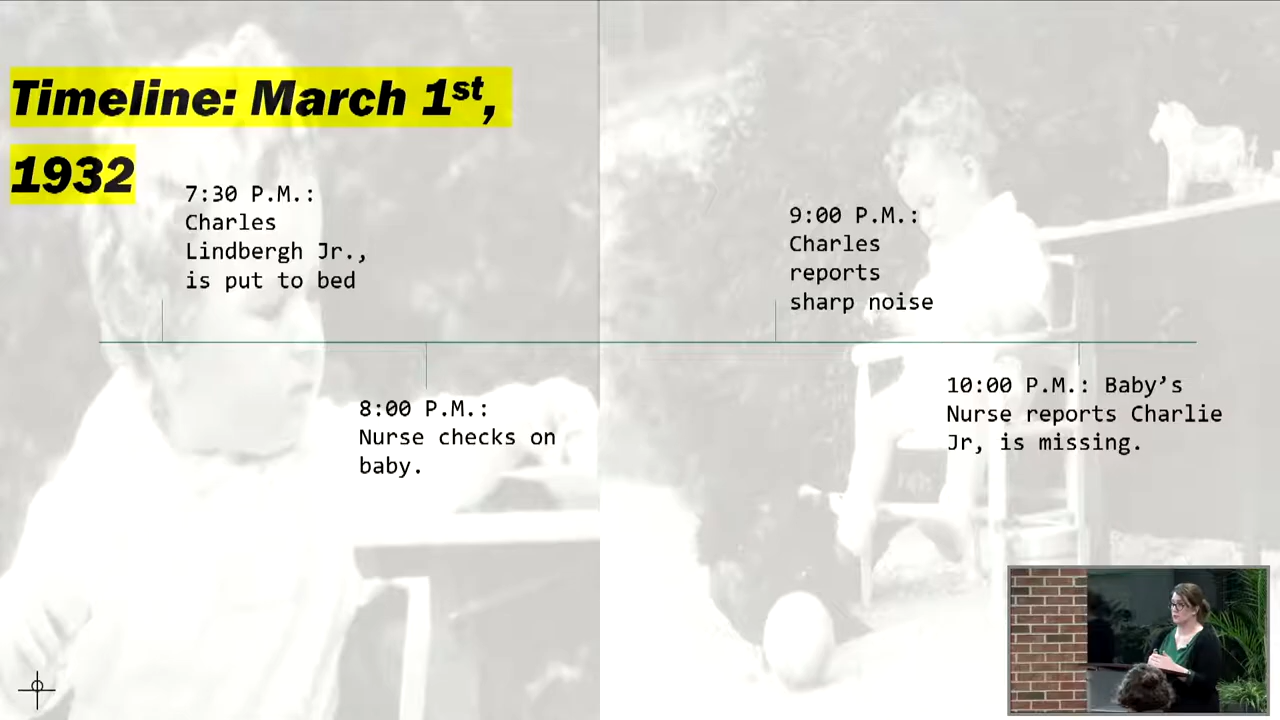 Timeline: March 1st,
1932
7:30 P.M.:
Charles
Lindbergh Jr.,
is put to bed
8:00 P.M.:
Nurse checks on
baby.
9:00 P.M.:
Charles
reports
sharp noise
10:00 P.M.: Baby’s
Nurse reports Charlie
Jr, is missing.